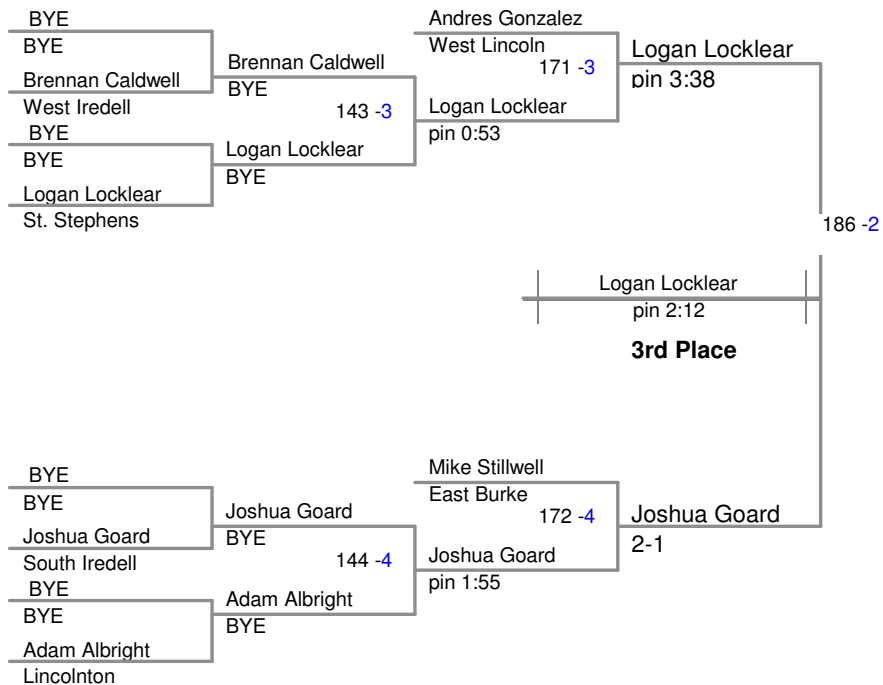 BYE
BYE
Brennan Caldwell
West Iredell
BYE
BYE
Logan Locklear
St. Stephens
Brennan Caldwell
BYE
143 -3
Logan Locklear
BYE
Andres Gonzalez
West Lincoln
171 -3
Logan Locklear
pin 0:53
Logan Locklear
pin 3:38
186 -2
Logan Locklear
pin 2:12
3rd Place
BYE
BYE
Joshua Goard
South Iredell
BYE
BYE
Adam Albright
Lincolnton
Joshua Goard
BYE
144 -4
Adam Albright
BYE
Mike Stillwell
East Burke
172 -4
Joshua Goard
pin 1:55
Joshua Goard
2-1